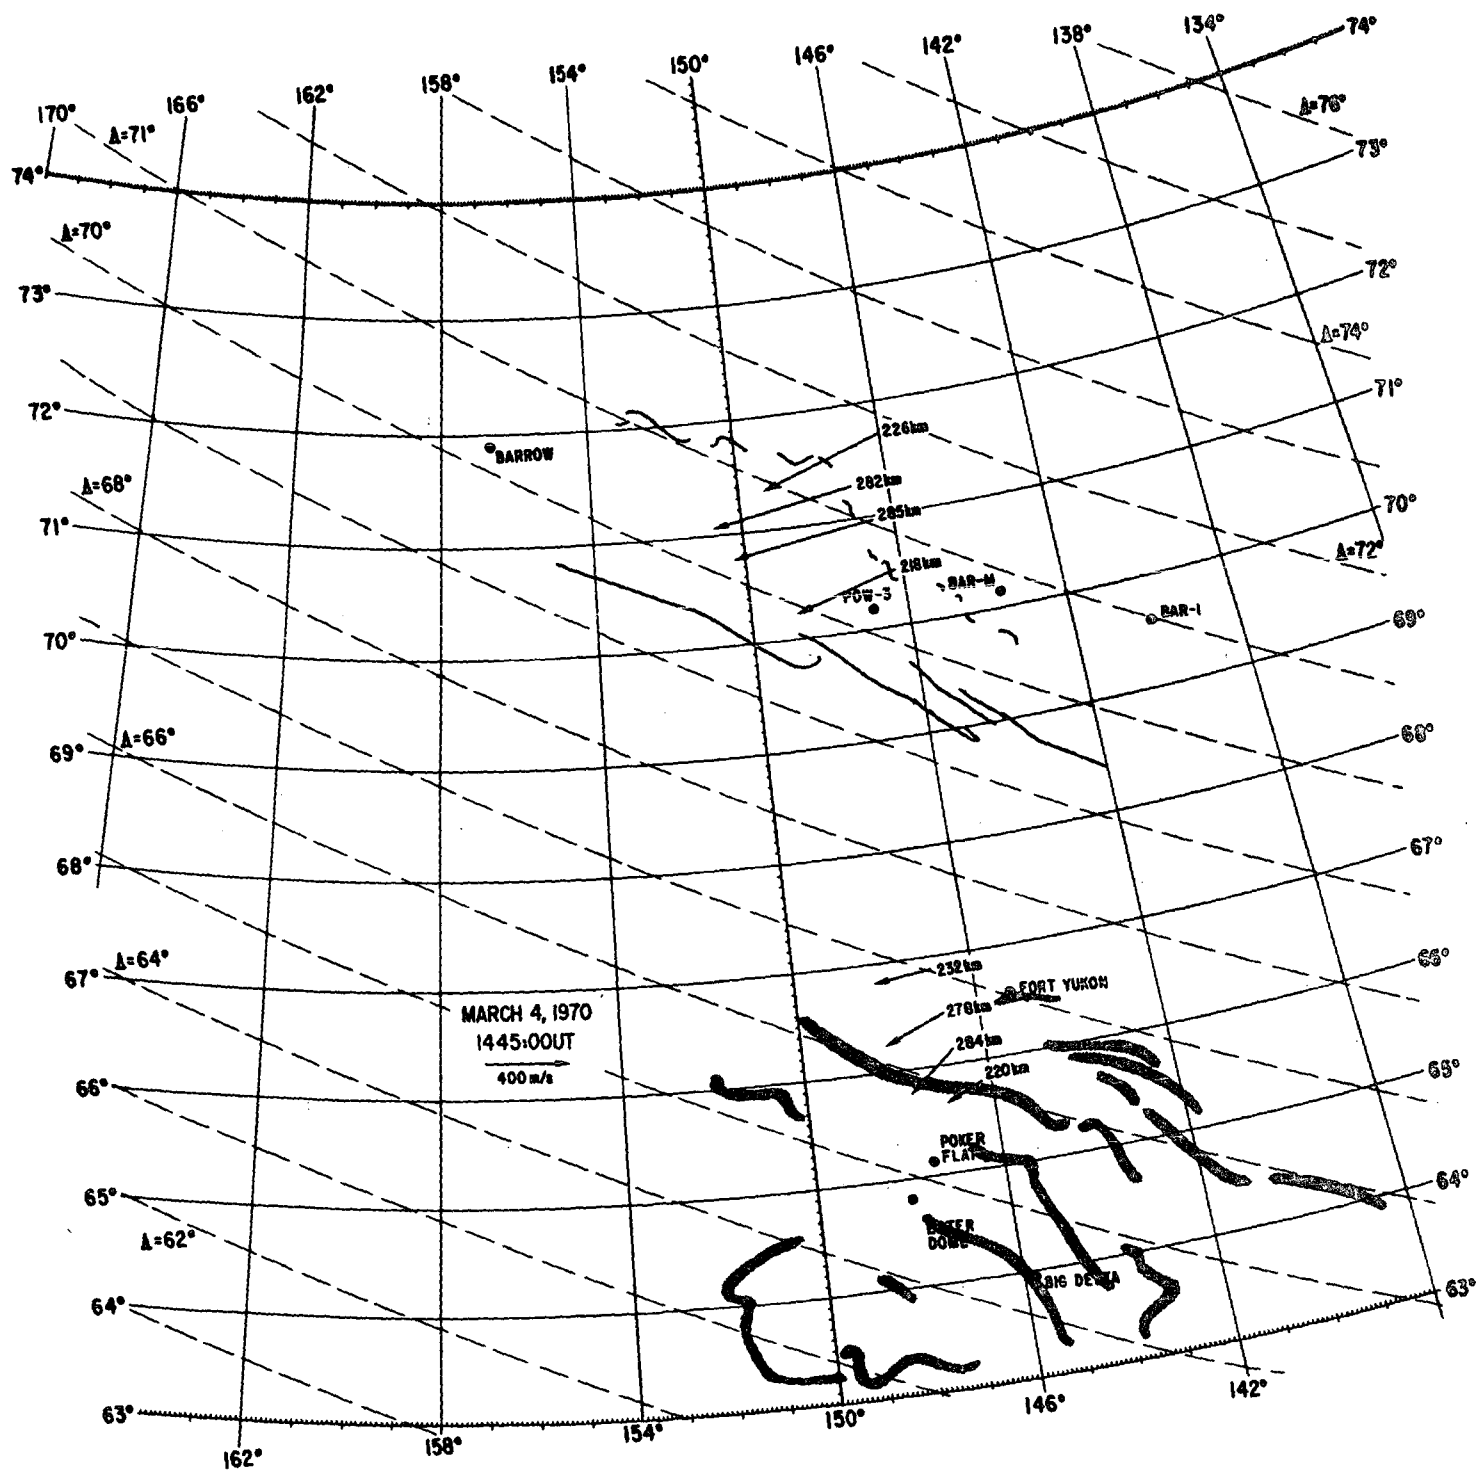 134°
138° 74°
142°
146°
150°
154°
158°
162°
166°
170°
Λ=71°
Λ=76°
73°
74°
Λ=70°
72°
73°
Λ=74°
71°
72°
226km
BARROW
282km
Λ=68°
285km
70°
71°
Λ=72°
218km
BAR-M
POW-3
BAR-I
69°
70°
68°
Λ=66°
69°
67°
68°
66°
Λ=64°
67°
232km
FORT YUKON
278km
MARCH 4, 1970
1445:00UT
400 m/s
284km
220km
65°
66°
POKER
FLAT
64°
65°
Λ=62°
ESTER
DOME
BIG DELTA
63°
64°
63°
142°
146°
150°
154°
158°
162°